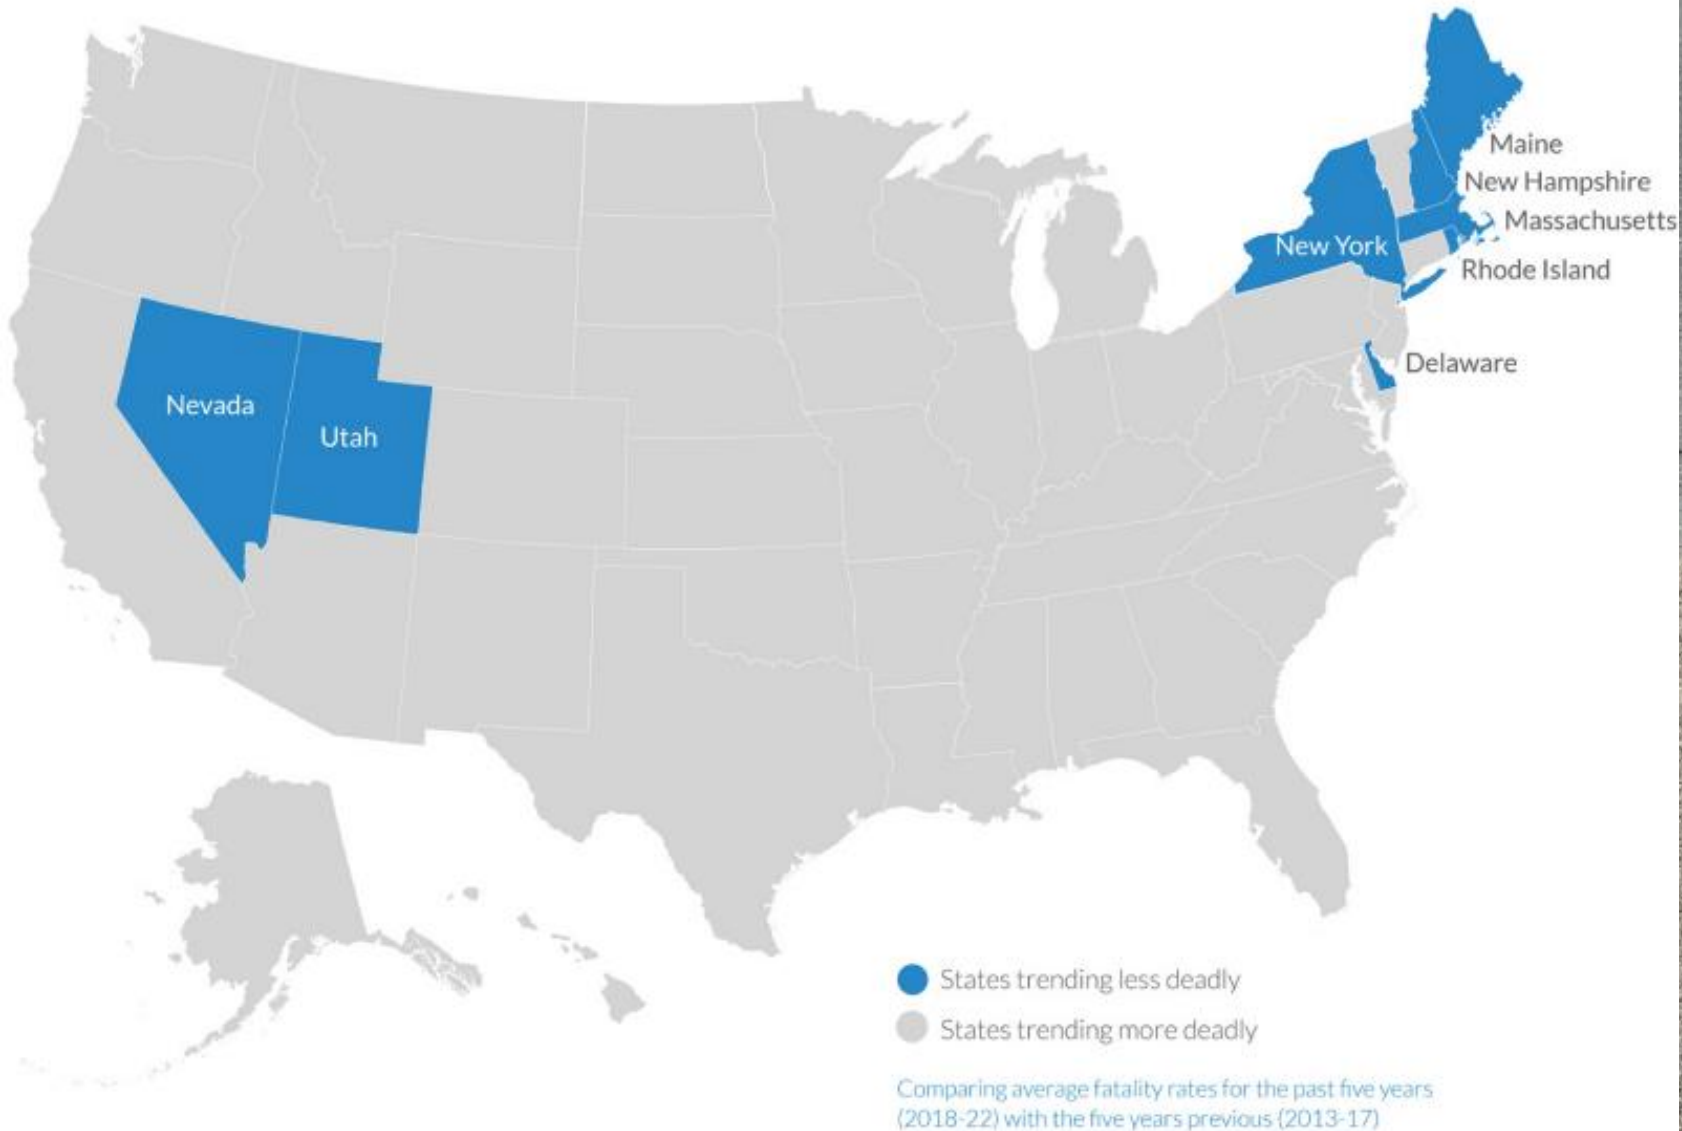 Maine
New Hampshire
Massachusetts
New York
Rhode Island
Delaware
Nevada
Utah
States trending less deadly
States trending more deadly
Comparing average fatality rates for the past five years
(2018-22) with the five years previous (2013-17)